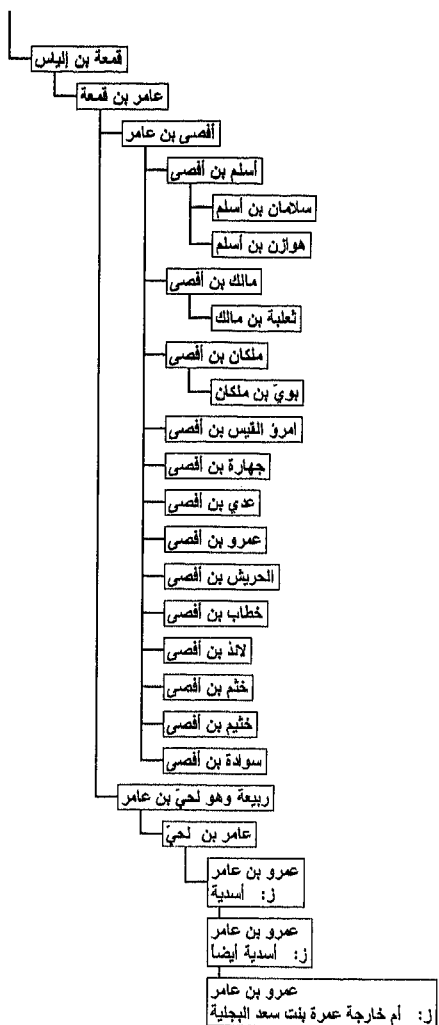 قمعة بن إلياس
عامر بن قمعة
أفصى بن عامر
أسلم بن أفصى
سلامان بن أسلم
هوازن بن أسلم
مالك بن أفصى
ثعلبة بن مالك
ملكان بن أفصى
بويّ بن ملكان
امرؤ القيس بن أفصى
جهارة بن أفصى
عدي بن أفصى
عمرو بن أفصى
الحريش بن أفصى
خطاب بن أفصى
لائذ بن أفصى
خثم بن أفصى
خثيم بن أفصى
سوادة بن أفصى
ربيعة وهو لحيّ بن عامر
عامر بن لحيّ
عمرو بن عامر
ز: أسدية
عمرو بن عامر
ز: أسدية أيضاً
عمرو بن عامر
ز: أم خارجة عمرة بنت سعد البجلية